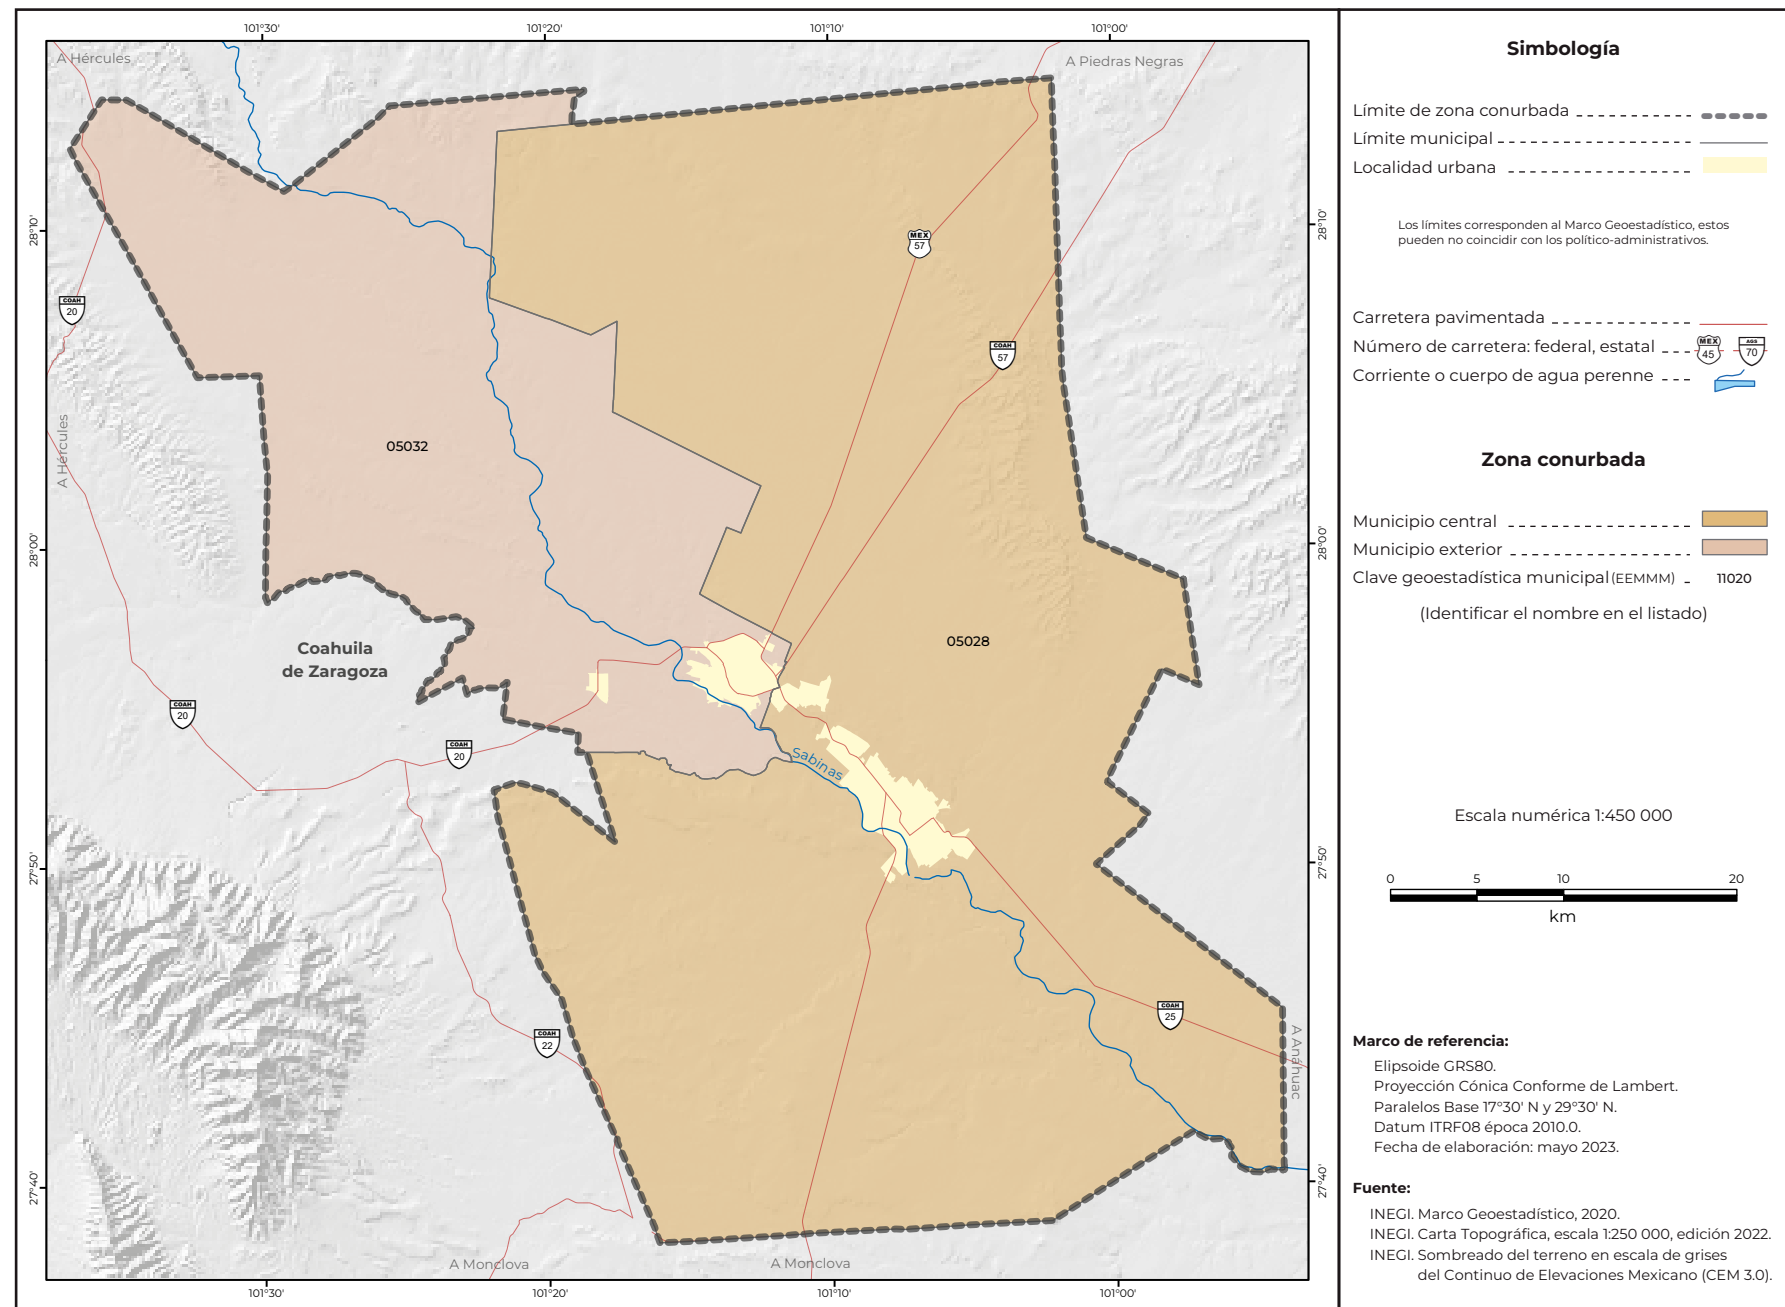 101°30'
101°20'
101°10'
101°00'
A Hércules
A Piedras Negras
28°10'
28°10'
MEX
57
COAH
20
COAH
57
A Hércules
05032
28°00'
28°00'
05028
Coahuila
de Zaragoza
COAH
20
COAH
20
Sabinas
27°50'
27°50'
COAH
25
COAH
22
A Anáhuac
27°40'
27°40'
A Monclova
A Monclova
101°30'
101°20'
101°10'
101°00'
Simbología
Límite de zona conurbada
Límite municipal
Localidad urbana
Los límites corresponden al Marco Geoestadístico, estos
pueden no coincidir con los político-administrativos.
Carretera pavimentada
Número de carretera: federal, estatal
MEX
45
AGS
70
Corriente o cuerpo de agua perenne
Zona conurbada
Municipio central
Municipio exterior
Clave geoestadística municipal (EEMMM) 11020
(Identificar el nombre en el listado)
Escala numérica 1:450 000
0 5 10 20
km
Marco de referencia:
Elipsoide GRS80.
Proyección Cónica Conforme de Lambert.
Paralelos Base 17°30' N y 29°30' N.
Datum ITRF08 época 2010.0.
Fecha de elaboración: mayo 2023.
Fuente:
INEGI. Marco Geoestadístico, 2020.
INEGI. Carta Topográfica, escala 1:250 000, edición 2022.
INEGI. Sombreado del terreno en escala de grises
del Continuo de Elevaciones Mexicano (CEM 3.0).